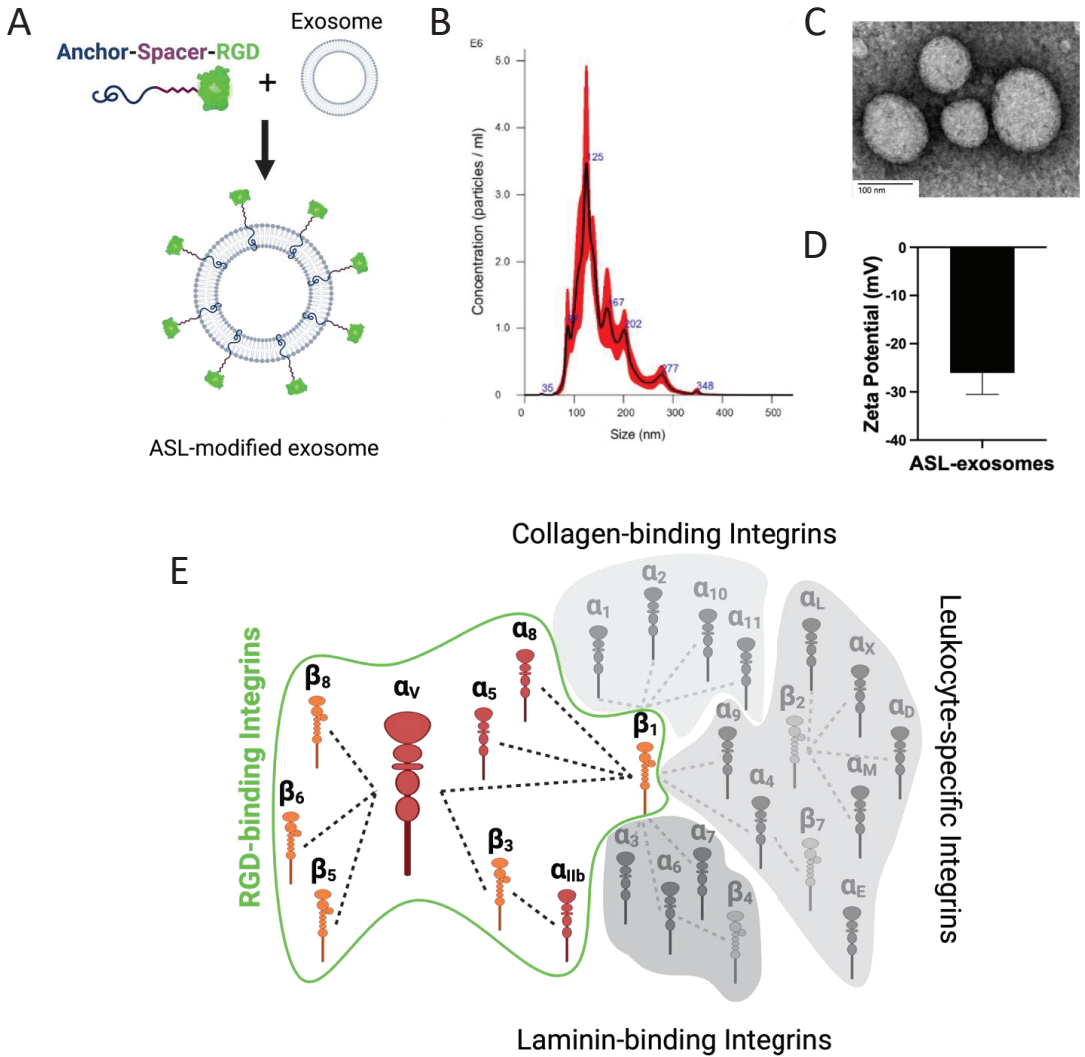 A
Anchor-Spacer-RGD
+
Exosome
ASL-modified exosome
B
E6
5.0
4.0
3.0
2.0
1.0
0
Concentration (particles / ml)
35
125
167
202
277
348
0
100
200
300
400
500
Size (nm)
C
100 nm
D
0
-10
-20
-30
-40
Zeta Potential (mV)
ASL-exosomes
E
Collagen-binding Integrins
RGD-binding Integrins
Leukocyte-specific Integrins
Laminin-binding Integrins
β8
αV
α5
α8
β6
β5
β3
αIIb
β1
α1
α2
α10
α11
αL
αX
αD
β2
α9
αM
α4
β7
αE
α3
α6
α7
β4